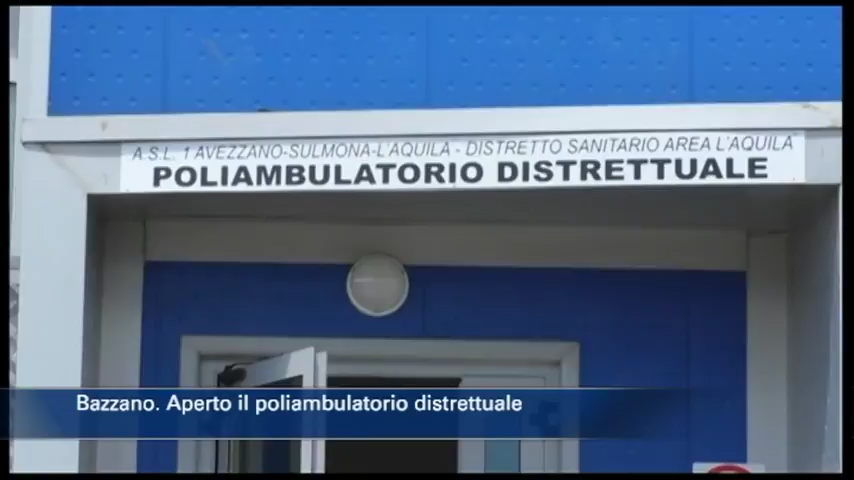 A.S.L. 1 AVEZZANO-SULMONA-L'AQUILA - DISTRETTO SANITARIO AREA L'AQUILA
POLIAMBULATORIO DISTRETTUALE
Bazzano. Aperto il poliambulatorio distrettuale